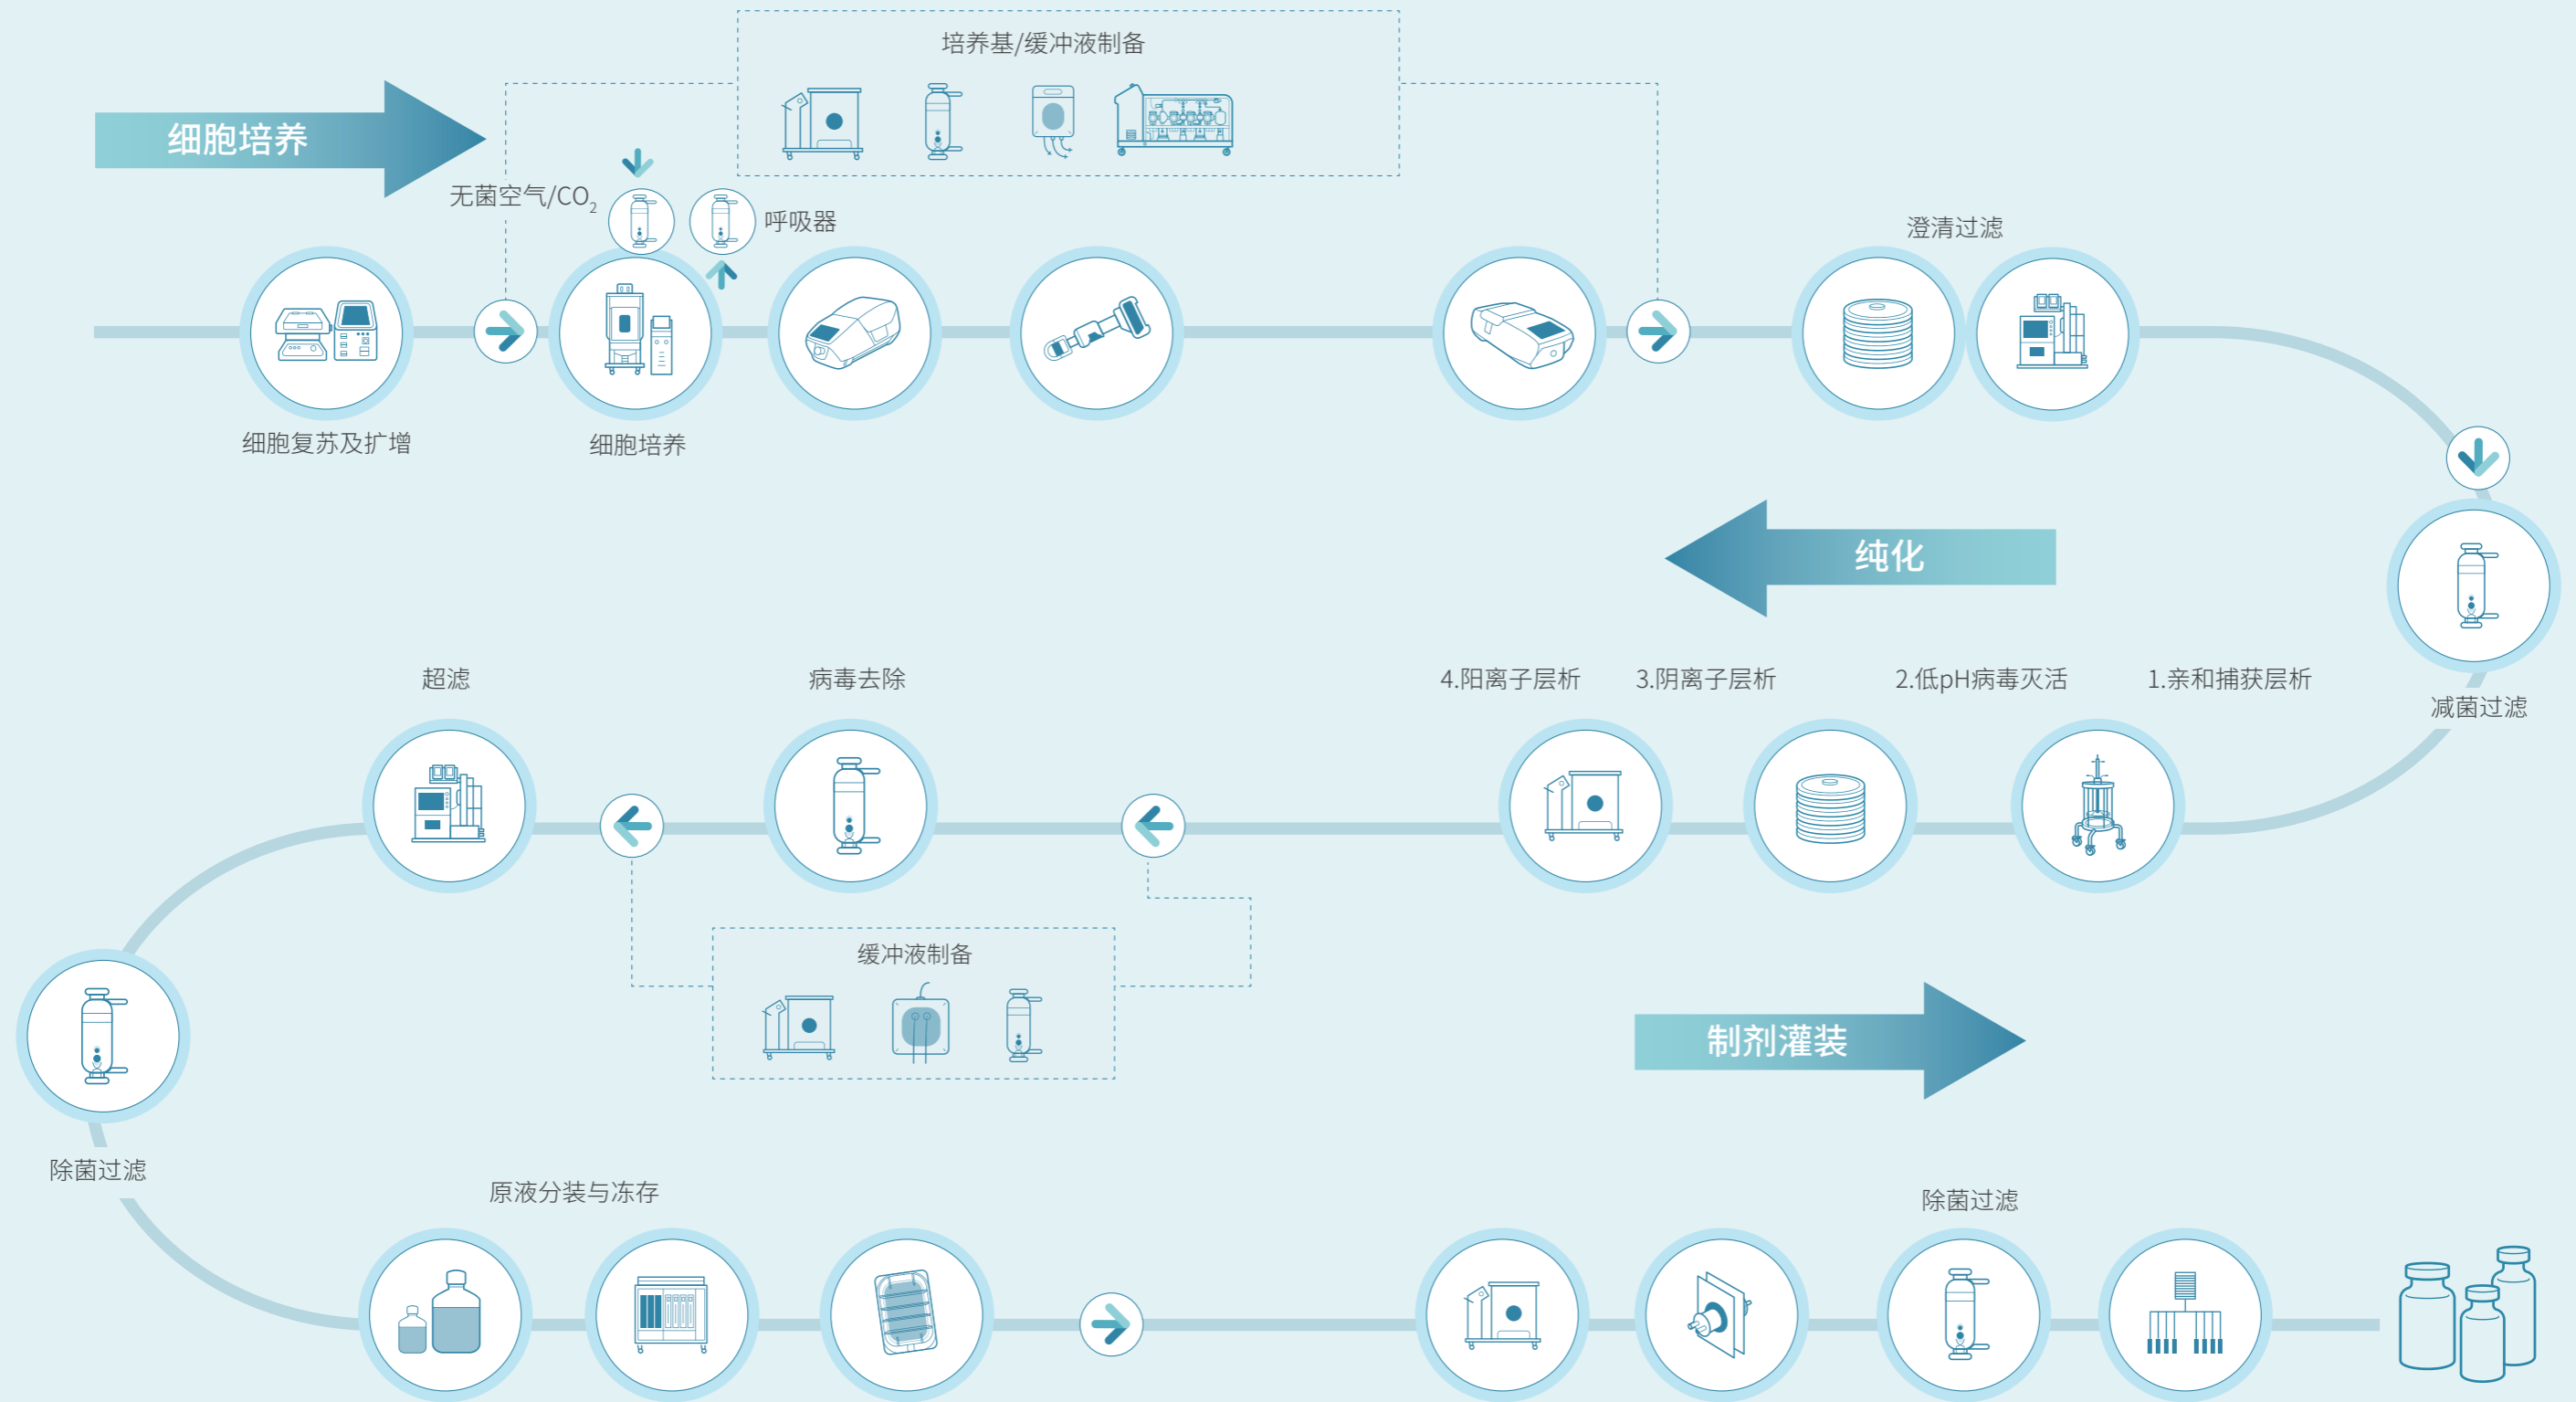 培养基/缓冲液制备
细胞培养
无菌空气/CO₂
呼吸器
澄清过滤
细胞复苏及扩增
细胞培养
纯化
超滤
病毒去除
4.阳离子层析
3.阴离子层析
2.低pH病毒灭活
1.亲和捕获层析
减菌过滤
缓冲液制备
制剂灌装
除菌过滤
原液分装与冻存
除菌过滤